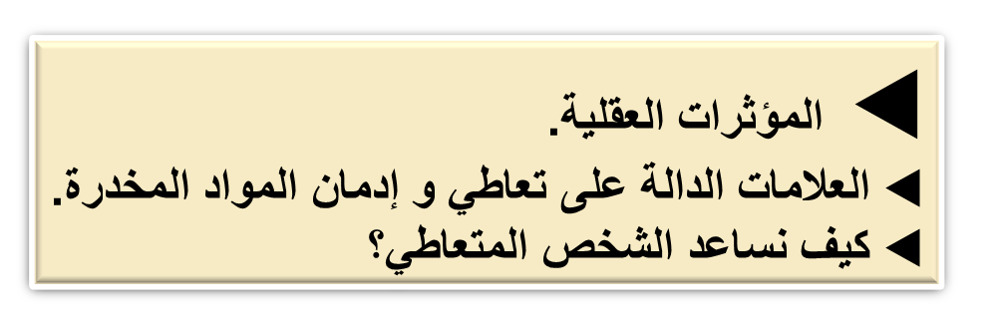 المؤثرات العقلية.
العلامات الدالة على تعاطي و إدمان المواد المخدرة.
كيف نساعد الشخص المتعاطي؟